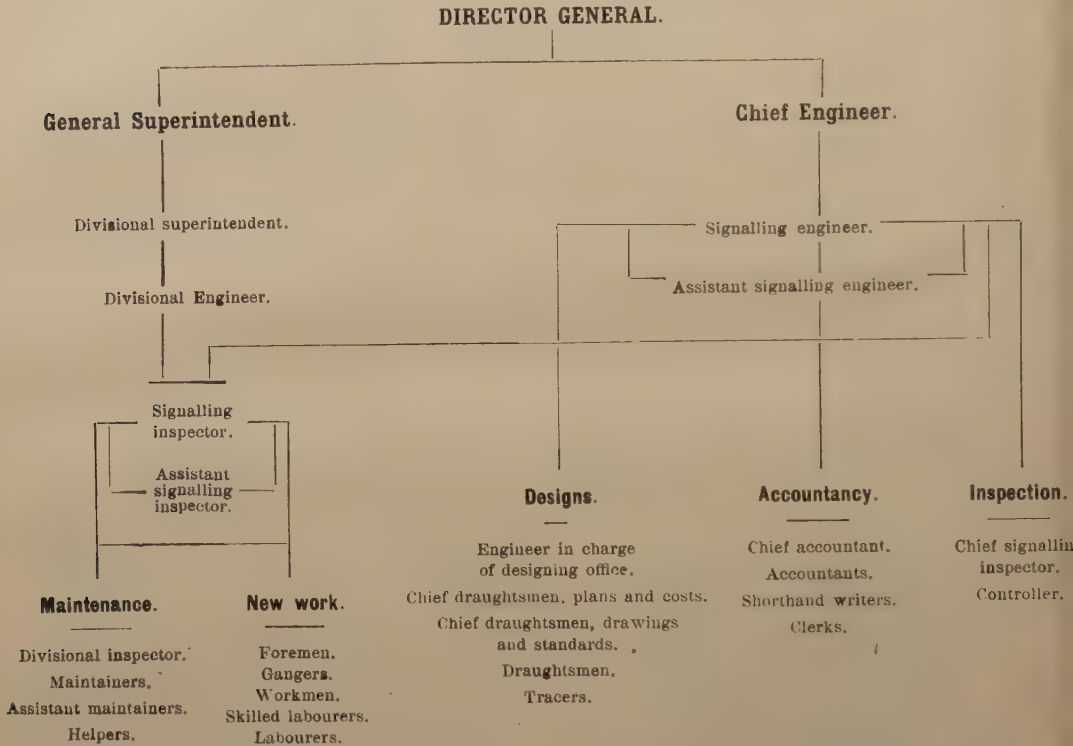 DIRECTOR GENERAL.
General Superintendent.
Chief Engineer.
Divisional superintendent.
Signalling engineer.
Assistant signalling engineer.
Divisional Engineer.
Signalling
inspector.
Assistant
signalling
inspector.
Maintenance.
Divisional inspector.
Maintainers.
Assistant maintainers.
Helpers.
New work.
Foremen.
Gangers.
Workmen.
Skilled labourers.
Labourers.
Designs.
Engineer in charge
of designing office.
Chief draughtsmen, plans and costs.
Chief draughtsmen, drawings
and standards.
Draughtsmen.
Tracers.
Accountancy.
Chief accountant.
Accountants.
Shorthand writers.
Clerks.
Inspection.
Chief signallin
inspector.
Controller.